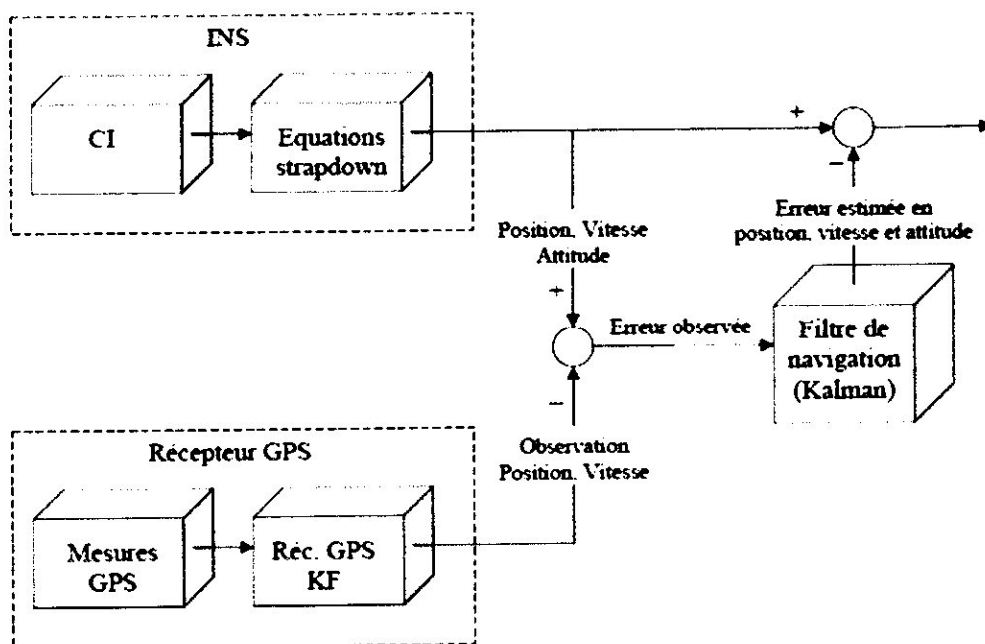 INS
CI
Equations
strapdown
+
−
Erreur estimée en
position, vitesse et attitude
Position, Vitesse
Attitude
+
Erreur observée
Filtre de
navigation
(Kalman)
−
Observation
Position, Vitesse
Récepteur GPS
Mesures
GPS
Réc. GPS
KF